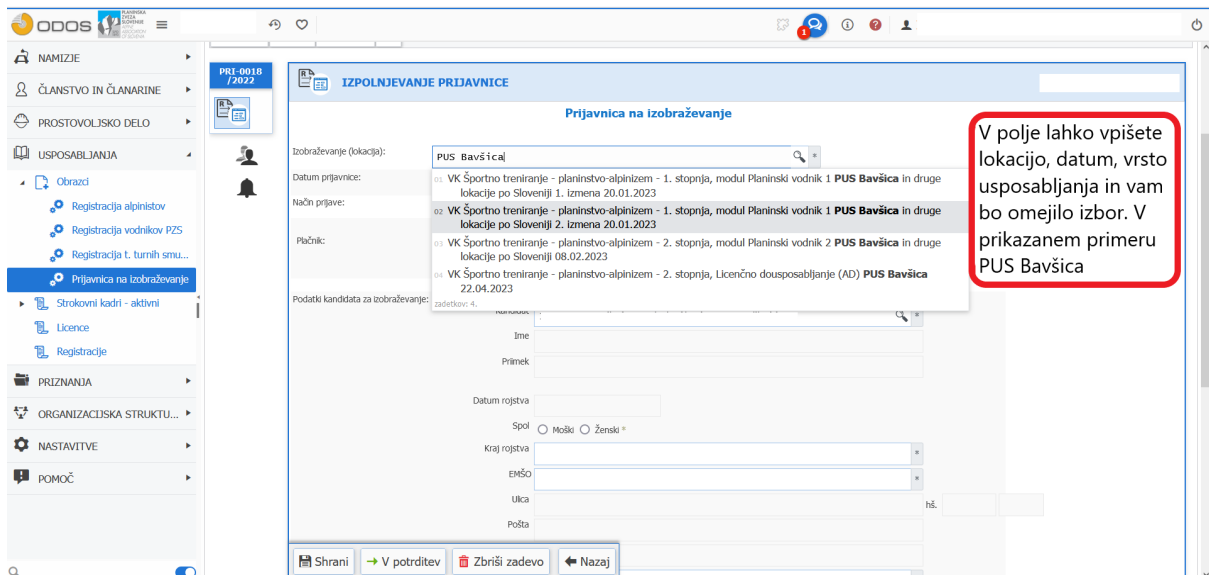 ODOS
PLANINSKA
ZVEZA
SLOVENIJE
1
NAMIZJE
ČLANSTVO IN ČLANARINE
PROSTOVOLJSKO DELO
USPOSABLJANJA
Obrazci
Registracija alpinistov
Registracija vodnikov PZS
Registracija t. turnih smu...
Prijavnica na izobraževanje
Strokovni kadri - aktivni
Licence
Registracije
PRIZNANJA
ORGANIZACIJSKA STRUKTU...
NASTAVITVE
POMOČ
PRI-0018
/2022
IZPOLNJEVANJE PRIJAVNICE
Prijavnica na izobraževanje
Izobraževanje (lokacija): PUS Bavšica *
Datum prijavnice:
Način prijave:
Plačnik:
01 VK Športno treniranje - planinstvo-alpinizem - 1. stopnja, modul Planinski vodnik 1 PUS Bavšica in druge
lokacije po Sloveniji 1. izmena 20.01.2023
02 VK Športno treniranje - planinstvo-alpinizem - 1. stopnja, modul Planinski vodnik 1 PUS Bavšica in druge
lokacije po Sloveniji 2. izmena 20.01.2023
03 VK Športno treniranje - planinstvo-alpinizem - 2. stopnja, modul Planinski vodnik 2 PUS Bavšica in druge
lokacije po Sloveniji 08.02.2023
04 VK Športno treniranje - planinstvo-alpinizem - 2. stopnja, Licenčno dousposabljanje (AD) PUS Bavšica
22.04.2023
zadetkov: 4.
Podatki kandidata za izobraževanje:
Kandidat *
Ime
Priimek
Datum rojstva
Spol Moški Ženski *
Kraj rojstva *
EMŠO *
Ulica hš.
Pošta
Shrani V potrditev Zbriši zadevo Nazaj
V polje lahko vpišete
lokacijo, datum, vrsto
usposabljanja in vam
bo omejilo izbor. V
prikazanem primeru
PUS Bavšica